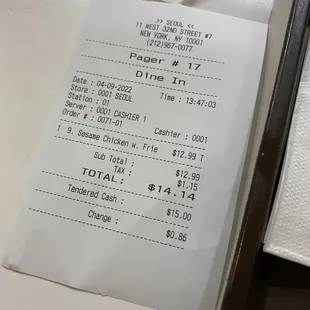 >> SEOUL <<
11 WEST 32ND STREET #7
NEW YORK, NY 10001
(212)967-0077
Pager # 17
Dine In
Date : 04-09-2022 Time : 13:47:03
Store : 0001 SEOUL
Station : 01
Server : 0001 CASHIER 1 Cashier : 0001
Order # : 0071-01
1 9. Sesame Chicken w. Frie $12.99 T
Sub Total : $12.99
TAX : $1.15
TOTAL : $14.14
Tendered Cash : $15.00
Change : $0.86